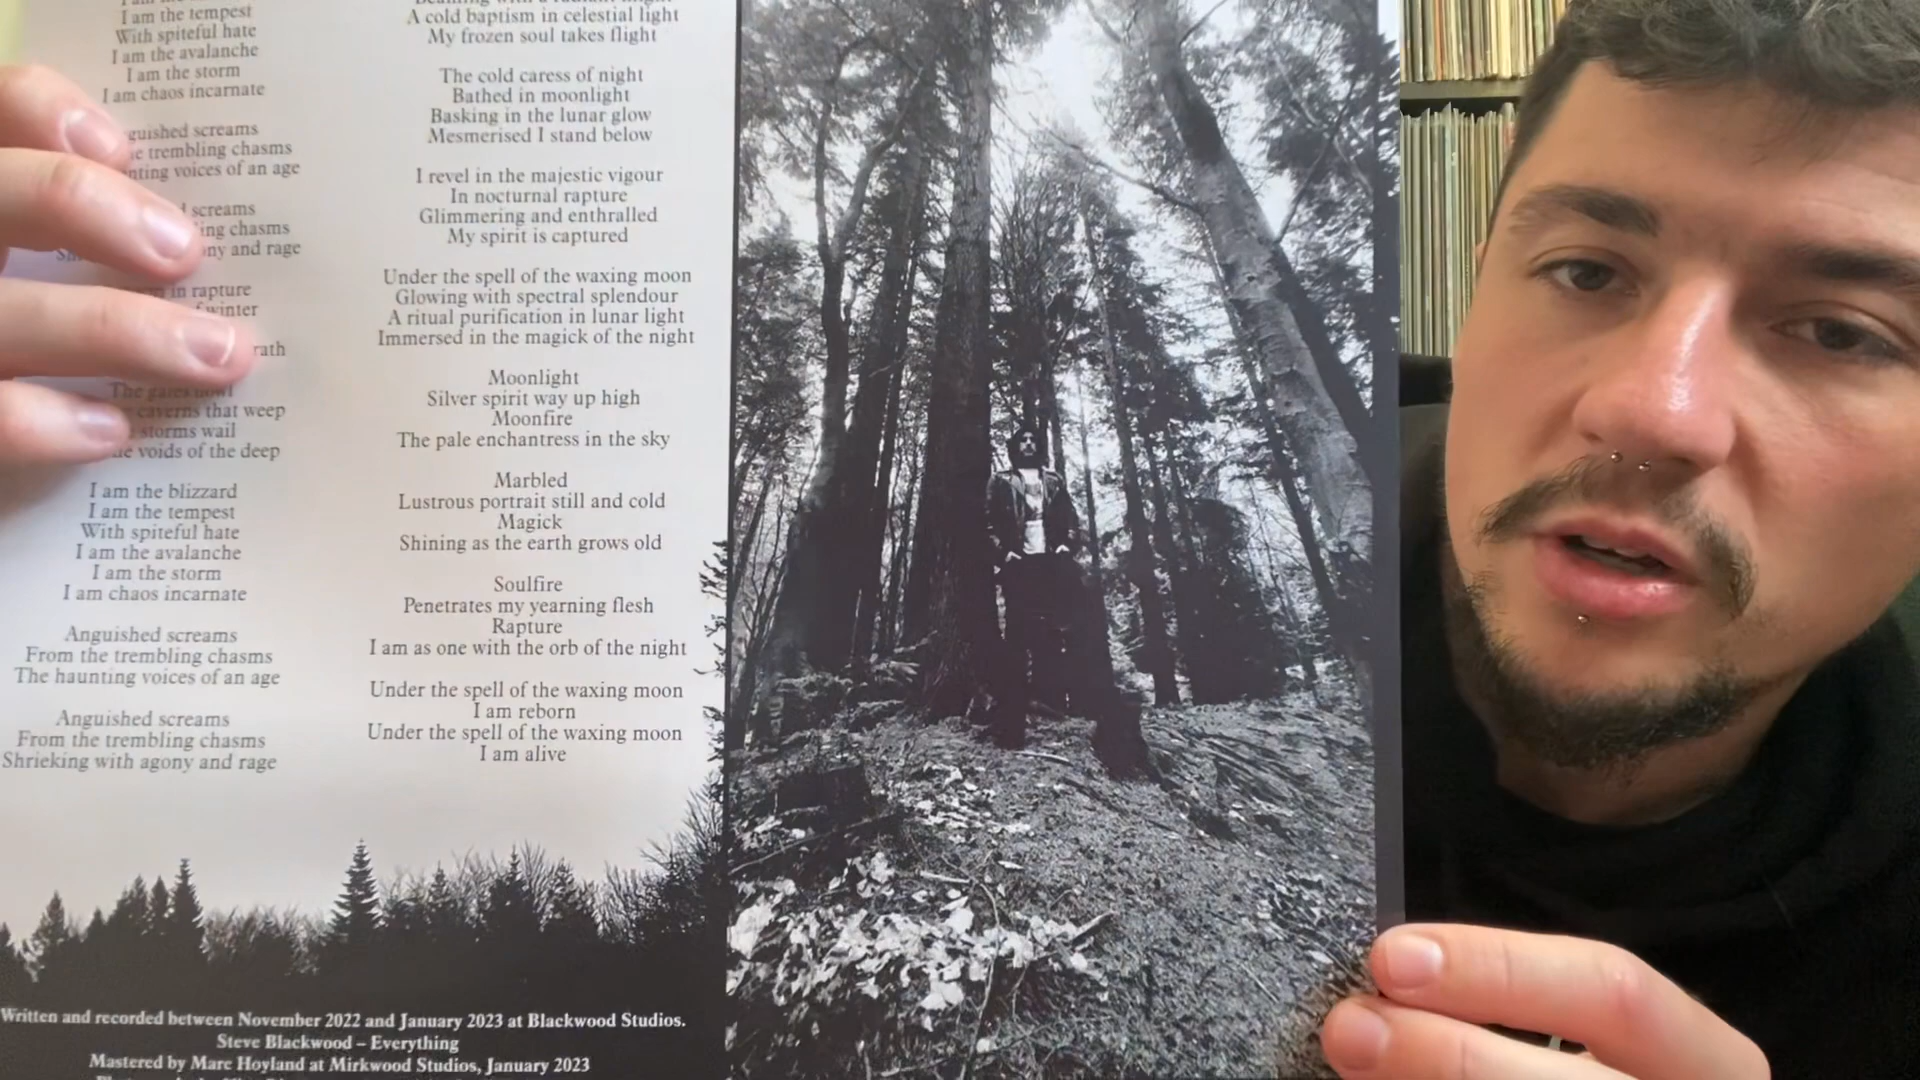 I am the tempest
With spiteful hate
I am the avalanche
I am the storm
I am chaos incarnate
guished screams
trembling chasms
nting voices of an age
screams
ing chasms
ny and rage
in rapture
winter
rath
The gales howl
caverns that weep
storms wail
voids of the deep
I am the blizzard
I am the tempest
With spiteful hate
I am the avalanche
I am the storm
I am chaos incarnate
Anguished screams
From the trembling chasms
The haunting voices of an age
Anguished screams
From the trembling chasms
Shrieking with agony and rage
A cold baptism in celestial light
My frozen soul takes flight
The cold caress of night
Bathed in moonlight
Basking in the lunar glow
Mesmerised I stand below
I revel in the majestic vigour
In nocturnal rapture
Glimmering and enthralled
My spirit is captured
Under the spell of the waxing moon
Glowing with spectral splendour
A ritual purification in lunar light
Immersed in the magick of the night
Moonlight
Silver spirit way up high
Moonfire
The pale enchantress in the sky
Marbled
Lustrous portrait still and cold
Magick
Shining as the earth grows old
Soulfire
Penetrates my yearning flesh
Rapture
I am as one with the orb of the night
Under the spell of the waxing moon
I am reborn
Under the spell of the waxing moon
I am alive
Written and recorded between November 2022 and January 2023 at Blackwood Studios.
Steve Blackwood – Everything
Mastered by Marc Hoyland at Mirkwood Studios, January 2023